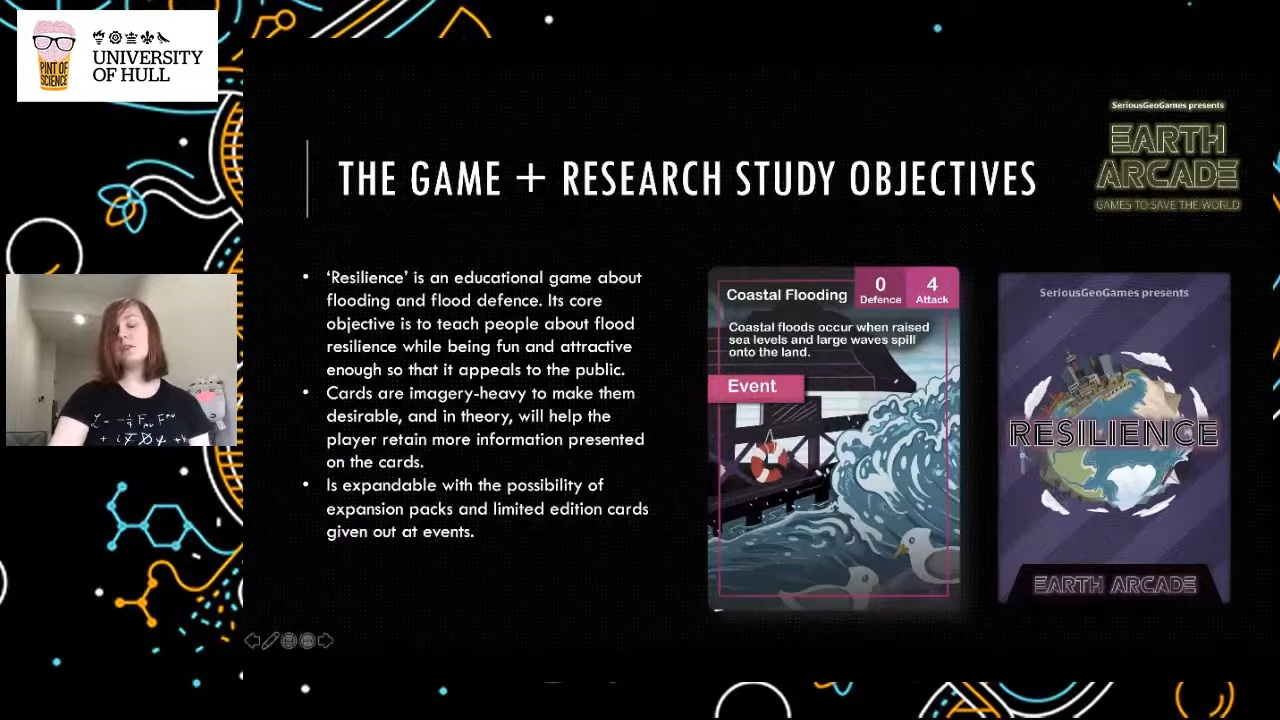 PINT OF
SCIENCE
UNIVERSITY
OF HULL
SeriousGeoGames presents
EARTH
ARCADE
GAMES TO SAVE THE WORLD
THE GAME + RESEARCH STUDY OBJECTIVES
• ‘Resilience’ is an educational game about
flooding and flood defence. Its core
objective is to teach people about flood
resilience while being fun and attractive
enough so that it appeals to the public.
• Cards are imagery-heavy to make them
desirable, and in theory, will help the
player retain more information presented
on the cards.
• Is expandable with the possibility of
expansion packs and limited edition cards
given out at events.
Coastal Flooding
0
Defence
4
Attack
Coastal floods occur when raised
sea levels and large waves spill
onto the land.
Event
SeriousGeoGames presents
RESILIENCE
EARTH ARCADE